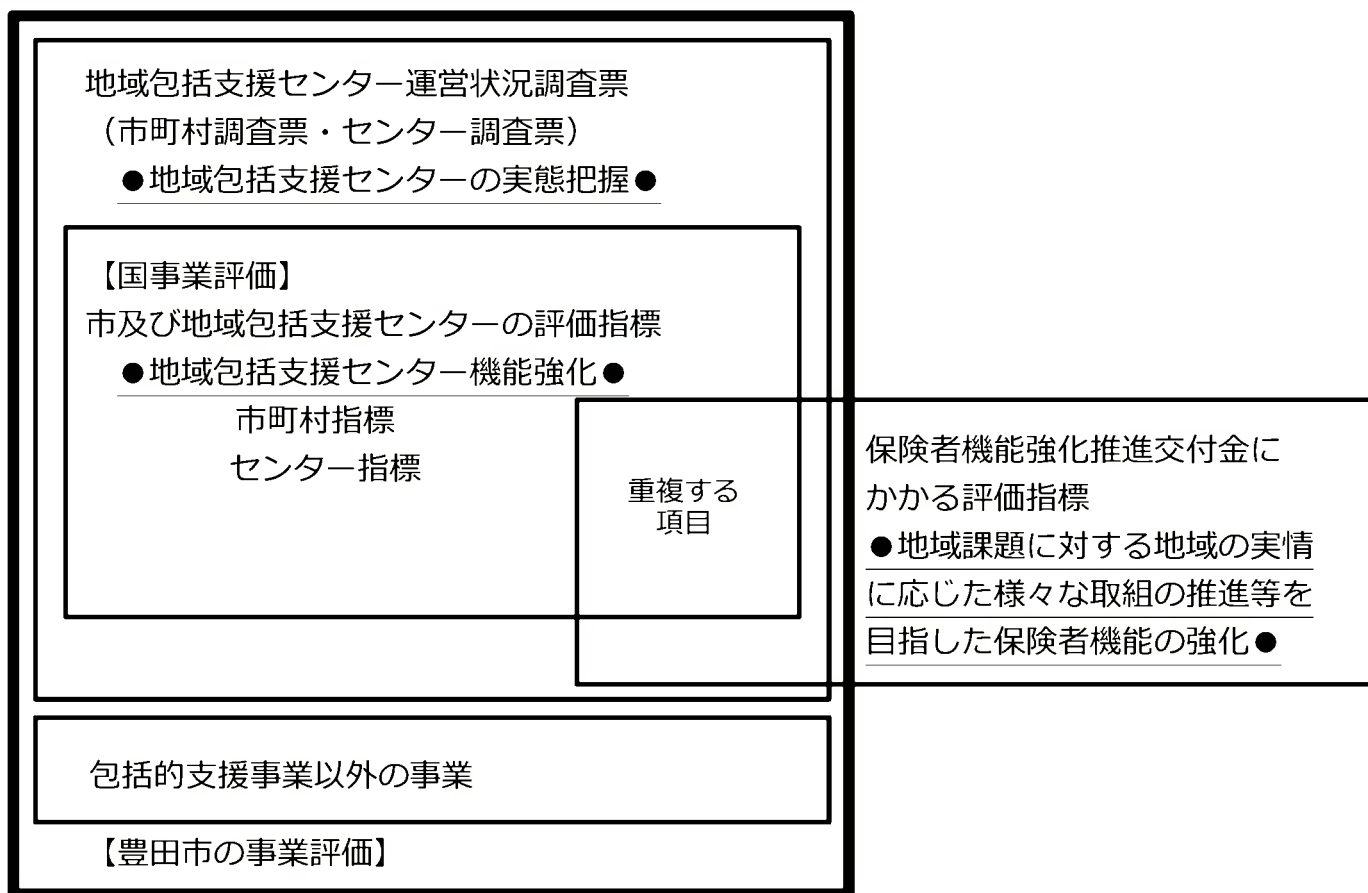 地域包括支援センター運営状況調査票
（市町村調査票・センター調査票）
●地域包括支援センターの実態把握●
【国事業評価】
市及び地域包括支援センターの評価指標
●地域包括支援センター機能強化●
市町村指標
センター指標
重複する
項目
保険者機能強化推進交付金に
かかる評価指標
●地域課題に対する地域の実情
に応じた様々な取組の推進等を
目指した保険者機能の強化●
包括的支援事業以外の事業
【豊田市の事業評価】